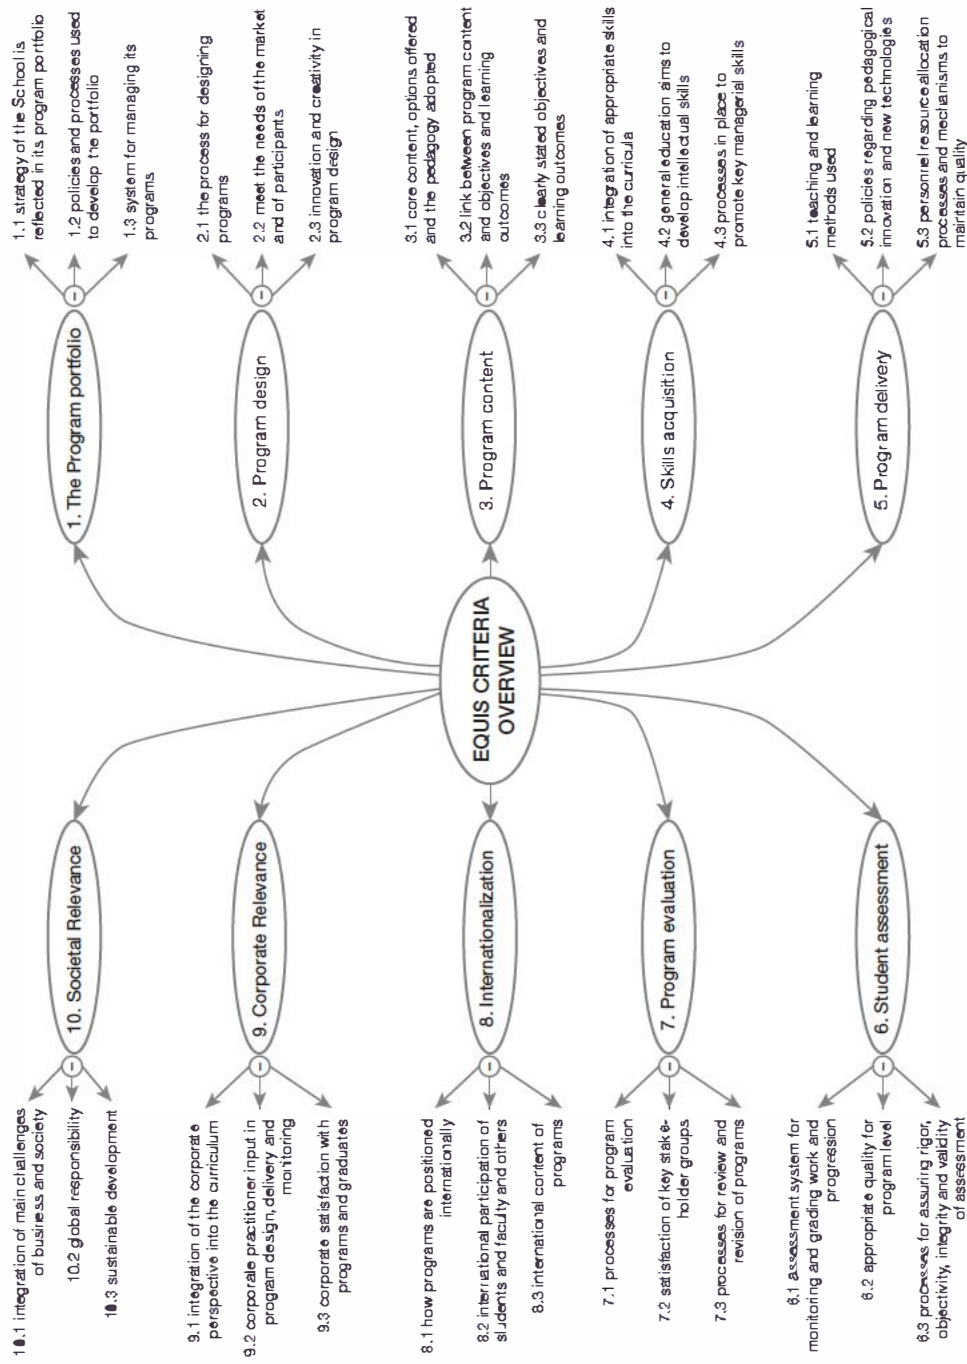 EQUIS CRITERIA
OVERVIEW
1. The Program portfolio
1.1 strategy of the School is
reflected in its program portfolio
1.2 policies and processes used
to develop the portfolio
1.3 system for managing its
programs
2. Program design
2.1 the process for designing
programs
2.2 meet the needs of the market
and of participants
2.3 innovation and creativity in
program design
3. Program content
3.1 core content, options offered
and the pedagogy adopted
3.2 link between program content
and objectives and learning
outcomes
3.3 clearly stated objectives and
learning outcomes
4. Skills acquisition
4.1 integration of appropriate skills
into the curricula
4.2 general education aims to
develop intellectual skills
4.3 processes in place to
promote key managerial skills
5. Program delivery
5.1 teaching and learning
methods used
5.2 policies regarding pedagogical
innovation and new technologies
5.3 personnel resource allocation
processes and mechanisms to
maintain quality
6. Student assessment
6.1 assessment system for
monitoring and grading work and
progression
6.2 appropriate quality for
program level
6.3 processes for assuring rigor,
objectivity, integrity and validity
of assessment
7. Program evaluation
7.1 processes for program
evaluation
7.2 satisfaction of key stake-
holder groups
7.3 processes for review and
revision of programs
8. Internationalization
8.1 how programs are positioned
internationally
8.2 international participation of
students and faculty and others
8.3 international content of
programs
9. Corporate Relevance
9.1 integration of the corporate
perspective into the curriculum
9.2 corporate practitioner input in
program design, delivery and
monitoring
9.3 corporate satisfaction with
programs and graduates
10. Societal Relevance
10.1 integration of main challenges
of business and society
10.2 global responsibility
10.3 sustainable development